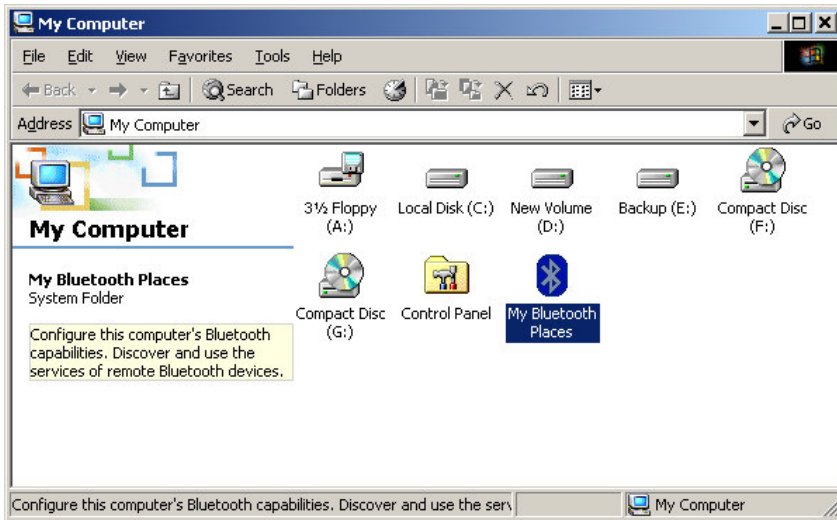 My Computer
File Edit View Favorites Tools Help
Back Search Folders
Address My Computer Go
My Computer
My Bluetooth Places
System Folder
Configure this computer's Bluetooth
capabilities. Discover and use the
services of remote Bluetooth devices.
3½ Floppy
(A:)
Local Disk (C:)
New Volume
(D:)
Backup (E:)
Compact Disc
(F:)
Compact Disc
(G:)
Control Panel
My Bluetooth
Places
Configure this computer's Bluetooth capabilities. Discover and use the My Computer